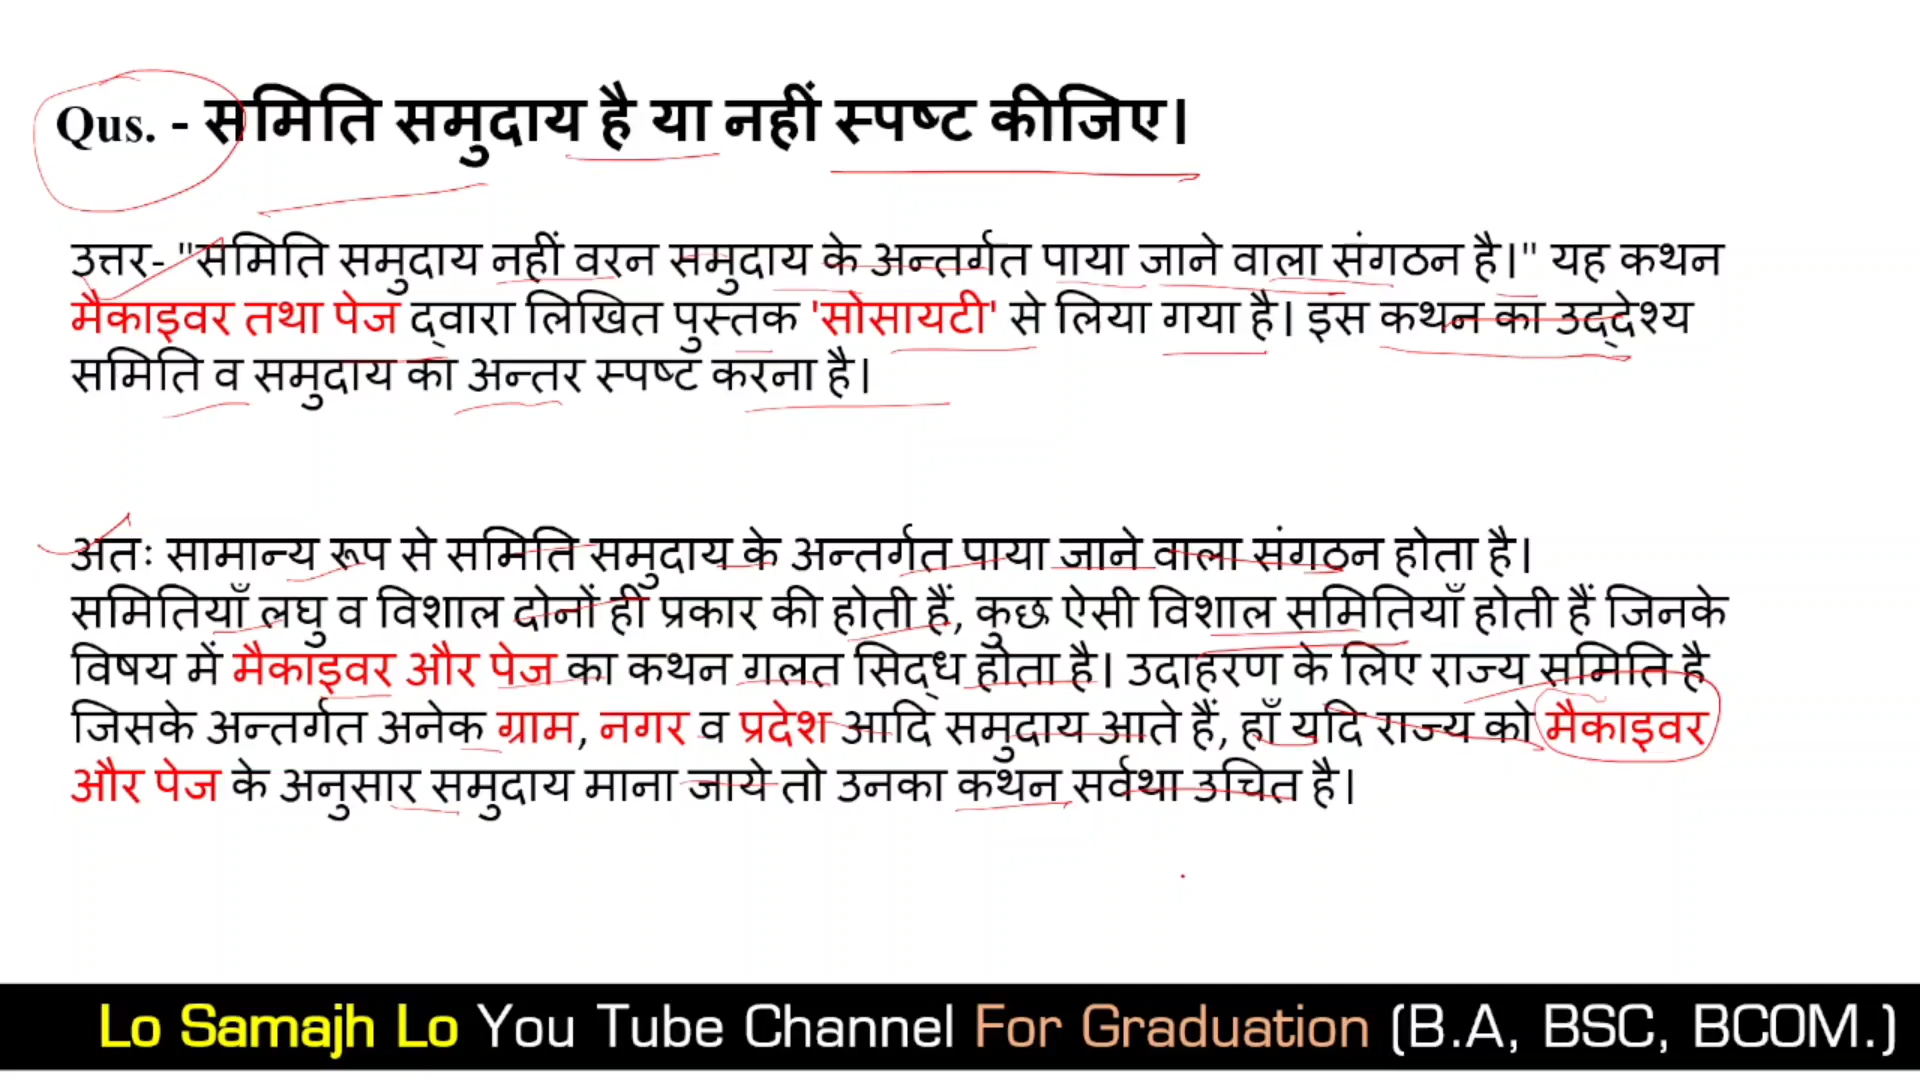 Qus. - समिति समुदाय है या नहीं स्पष्ट कीजिए।
उत्तर- "समिति समुदाय नहीं वरन समुदाय के अन्तर्गत पाया जाने वाला संगठन है।" यह कथन
मैकाइवर तथा पेज द्वारा लिखित पुस्तक 'सोसायटी' से लिया गया है। इस कथन का उद्देश्य
समिति व समुदाय का अन्तर स्पष्ट करना है।
अतः सामान्य रूप से समिति समुदाय के अन्तर्गत पाया जाने वाला संगठन होता है।
समितियाँ लघु व विशाल दोनों ही प्रकार की होती हैं, कुछ ऐसी विशाल समितियाँ होती हैं जिनके
विषय में मैकाइवर और पेज का कथन गलत सिद्ध होता है। उदाहरण के लिए राज्य समिति है
जिसके अन्तर्गत अनेक ग्राम, नगर व प्रदेश आदि समुदाय आते हैं, हाँ यदि राज्य को मैकाइवर
और पेज के अनुसार समुदाय माना जाये तो उनका कथन सर्वथा उचित है।
Lo Samajh Lo You Tube Channel For Graduation (B.A, BSC, BCOM.)